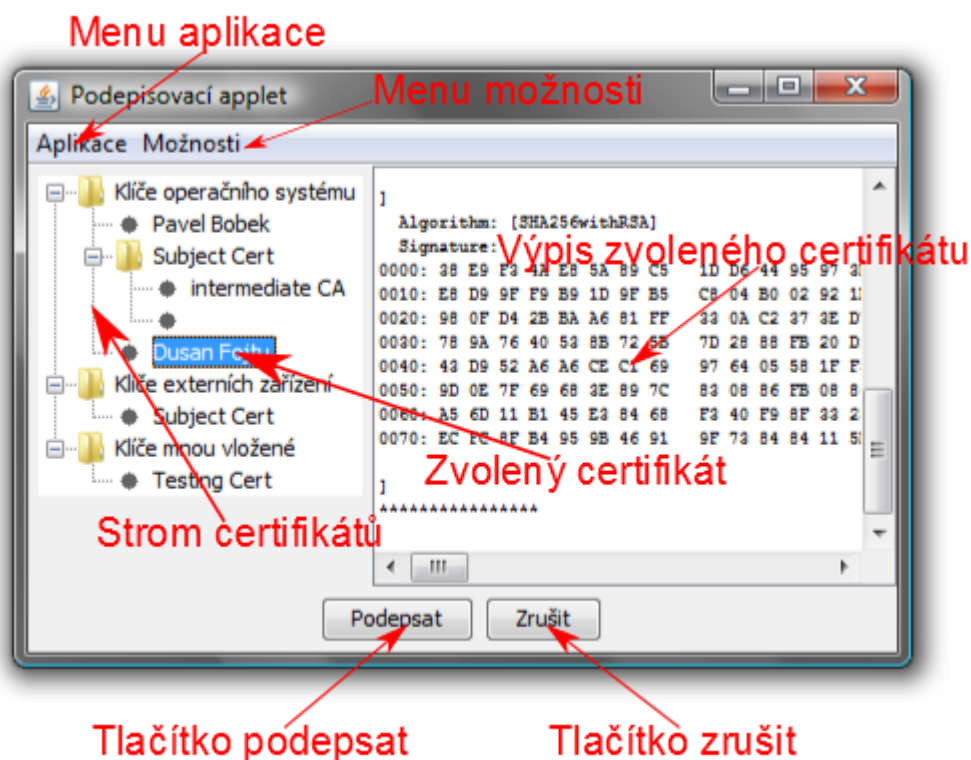 Menu aplikace
Podepisovací applet
Menu možnosti
Aplikace Možnosti
Klíče operačního systému
Pavel Bobek
Subject Cert
intermediate CA
Dusan Fojtu
Klíče externích zařízení
Subject Cert
Klíče mnou vložené
Testing Cert
Strom certifikátů
]
Algorithm: [SHA256withRSA]
Signature:
Výpis zvoleného certifikátu
0000: 38 E9 F3 4A E8 5A 89 C5 1D D6 44 95 97
0010: E8 D9 9F F9 B9 1D 9F B5 C8 04 B0 02 92
0020: 98 0F D4 2B BA A6 81 FF 33 0A C2 37 3E
0030: 78 9A 76 40 53 8B 72 5B 7D 28 88 FB 20
0040: 43 D9 52 A6 A6 CE C1 69 97 64 05 58 1F
0050: 9D 0E 7F 69 68 3E 89 7C 83 08 86 FB 08
0060: A5 6D 11 B1 45 E3 84 68 F3 40 F9 8F 33
0070: EC FC 8F B4 95 9B 46 91 9F 73 84 84 11
Zvolený certifikát
]
****************
Podepsat Zrušit
Tlačítko podepsat Tlačítko zrušit